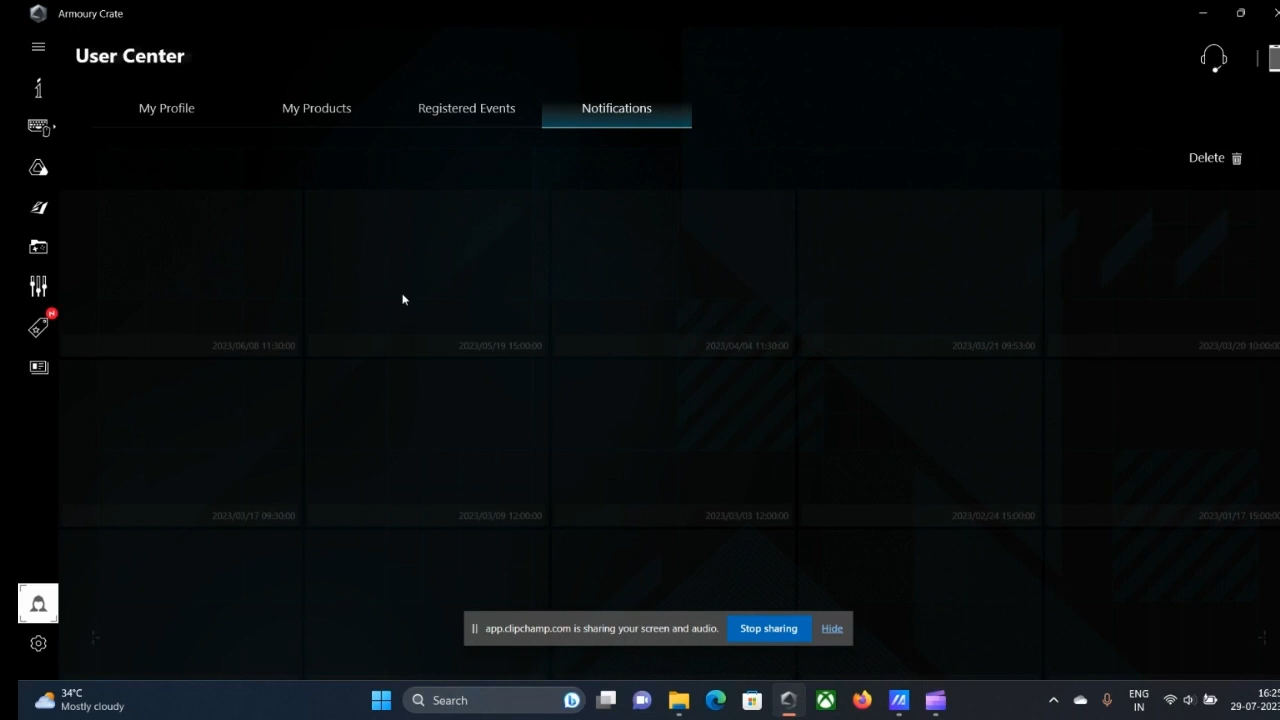 Armoury Crate
User Center
My Profile My Products Registered Events Notifications
Delete
2023/06/08 11:30:00 2023/05/19 15:00:00 2023/04/04 11:30:00 2023/03/21 09:53:00 2023/03/20 10:00:00
N
2023/03/17 09:30:00 2023/03/09 12:00:00 2023/03/03 12:00:00 2023/02/24 15:00:00 2023/01/17 15:00:00
app.clipchamp.com is sharing your screen and audio. Stop sharing Hide
34°C
Mostly cloudy
Search
ENG
IN
16:25
29-07-2023